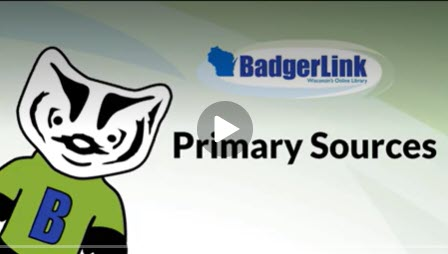 BadgerLink
Wisconsin's Online Library
Primary Sources
B